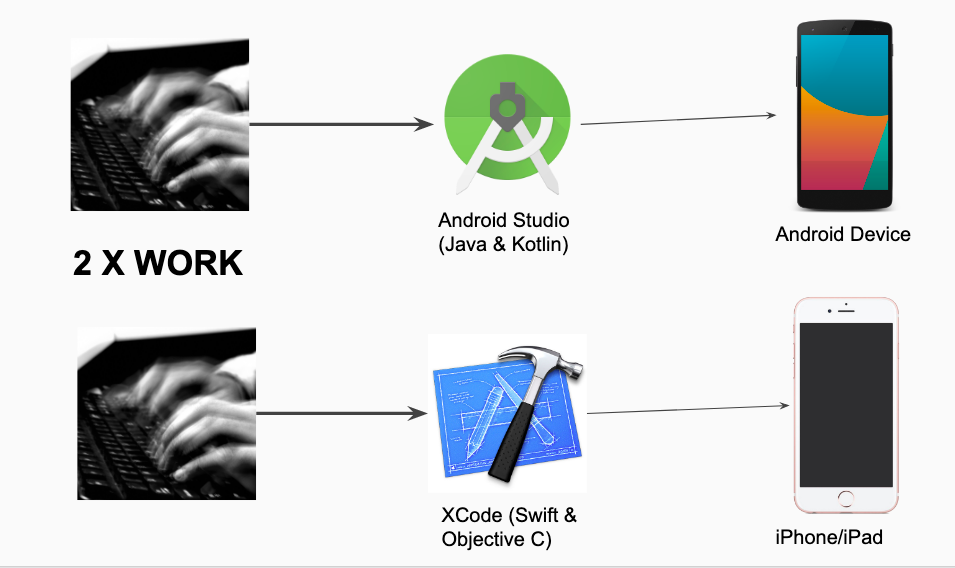 Android Studio
(Java & Kotlin)
Android Device
2 X WORK
XCode (Swift &
Objective C)
iPhone/iPad